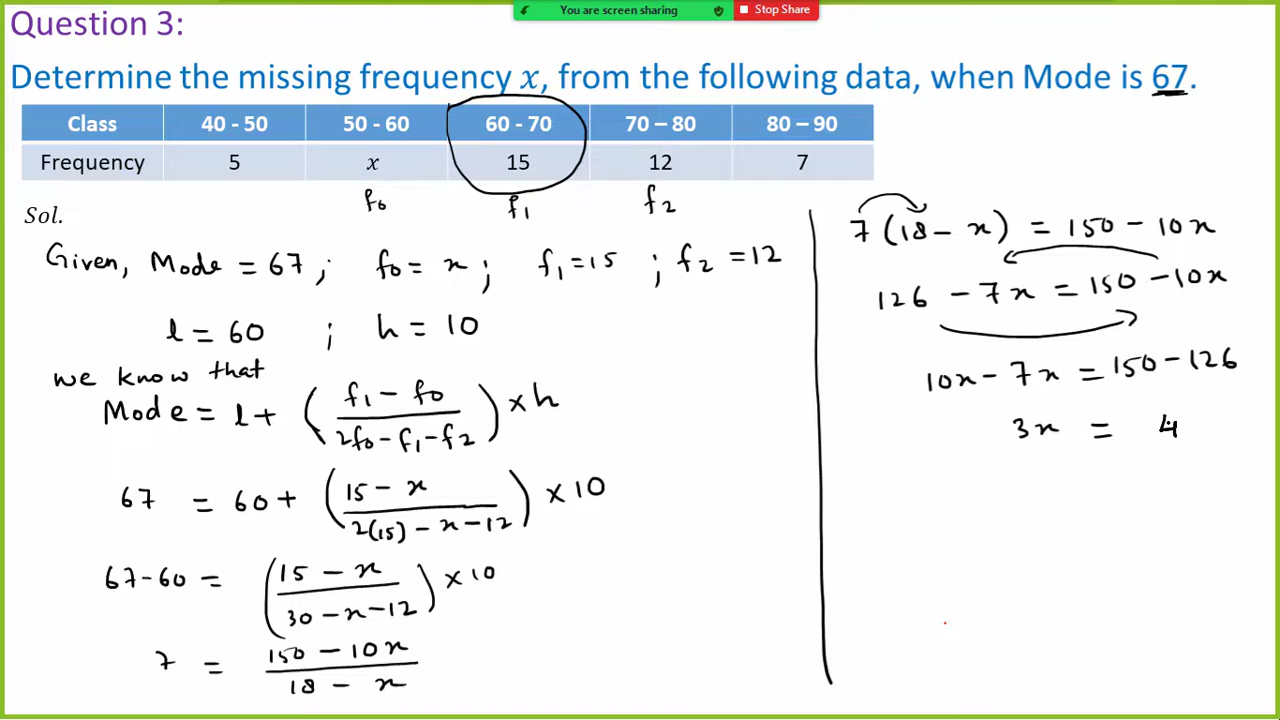 You are screen sharing Stop Share
Question 3:
Determine the missing frequency x, from the following data, when Mode is 67.
Class 40 - 50 50 - 60 60 - 70 70 – 80 80 – 90
Frequency 5 x 15 12 7
f₀ f₁ f₂
Sol.
Given, Mode = 67 ; f₀ = x ; f₁ = 15 ; f₂ = 12
l = 60 ; h = 10
we know that
Mode = l + ( (f₁ - f₀) / (2f₀ - f₁ - f₂) ) × h
67 = 60 + ( (15 - x) / (2(15) - x - 12) ) × 10
67-60 = ( (15 - x) / (30 - x - 12) ) × 10
7 = (150 - 10x) / (18 - x)
7 (18 - x) = 150 - 10x
126 - 7x = 150 - 10x
10x - 7x = 150 - 126
3x = 4